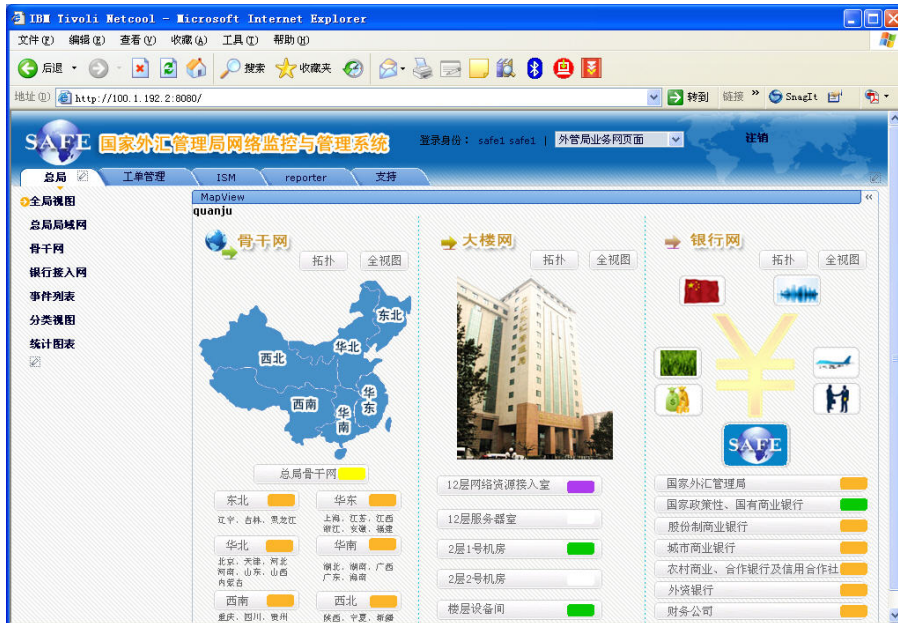 IBM Tivoli Netcool - Microsoft Internet Explorer
文件(F) 编辑(E) 查看(V) 收藏(A) 工具(T) 帮助(H)
后退 搜索 收藏夹
地址(D) http://100.1.192.2:8080/ 转到 链接 » SnagIt
SAFE 国家外汇管理局网络监控与管理系统 登录身份: safe1 safe1 | 外管局业务网页面 注销
总局 工单管理 ISM reporter 支持
全局视图
总局局域网
骨干网
银行接入网
事件列表
分类视图
统计图表
MapView
quanju
骨干网
拓扑 全视图
东北
华北
西北
西南
华东
华南
总局骨干网
东北 华东
辽宁、吉林、黑龙江 上海、江苏、江西
浙江、安徽、福建
华北 华南
北京、天津、河北
河南、山东、山西
内蒙古
湖北、湖南、广西
广东、海南
西南 西北
重庆、四川、贵州 陕西、宁夏、新疆
大楼网
拓扑 全视图
12层网络资源接入室
12层服务器室
2层1号机房
2层2号机房
楼层设备间
银行网
拓扑 全视图
SAFE
国家外汇管理局
国家政策性、国有商业银行
股份制商业银行
城市商业银行
农村商业、合作银行及信用合作社
外资银行
财务公司